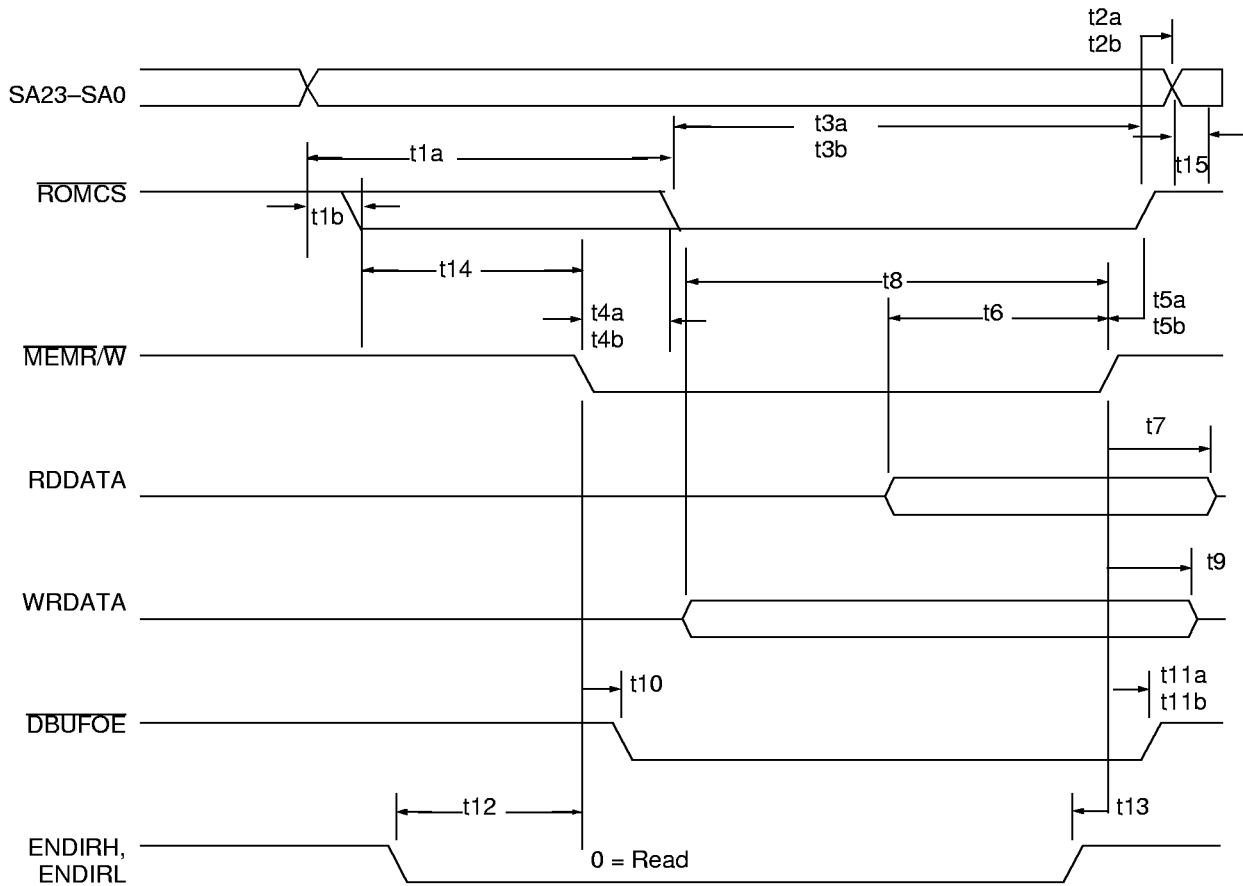 t2a
t2b
SA23–SA0
t3a
t3b
t1a
t15
ROMCS
t1b
t14
t8
t4a
t4b
t6
t5a
t5b
MEMR/W
t7
RDDATA
t9
WRDATA
t10
t11a
t11b
DBUFOE
t12
t13
ENDIRH,
ENDIRL
0 = Read